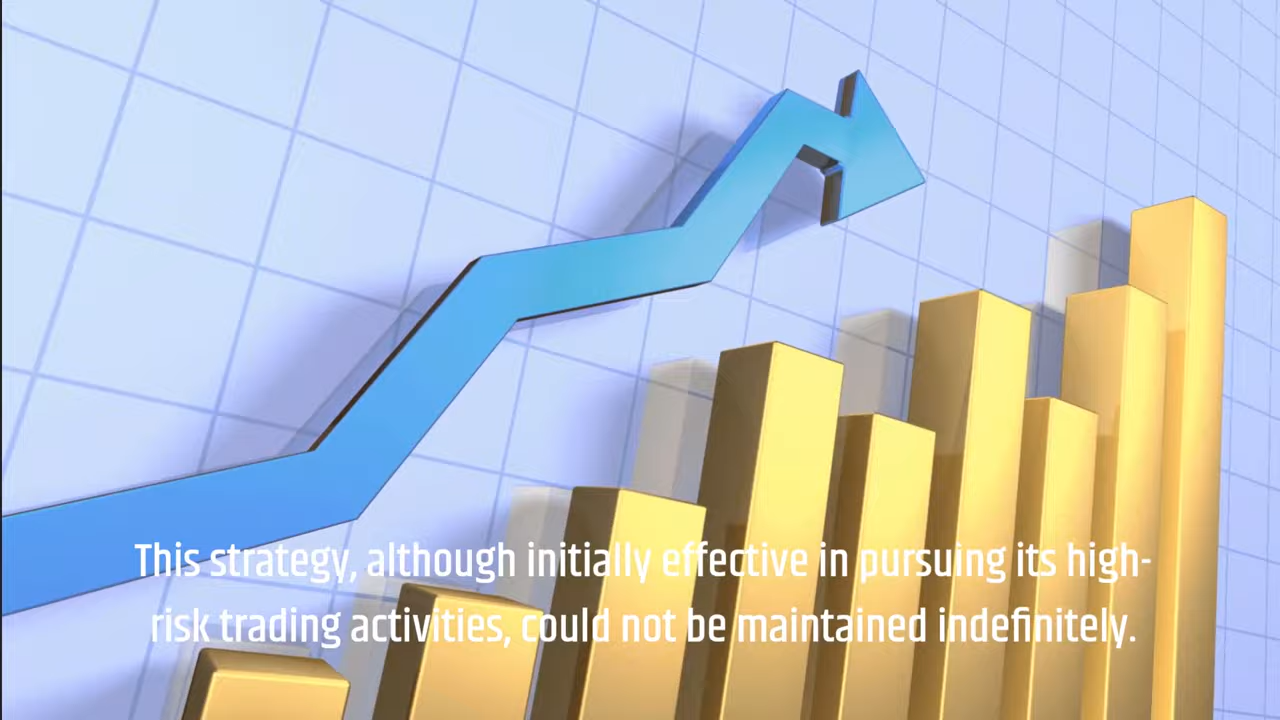 This strategy, although initially effective in pursuing its high-
risk trading activities, could not be maintained indefinitely.